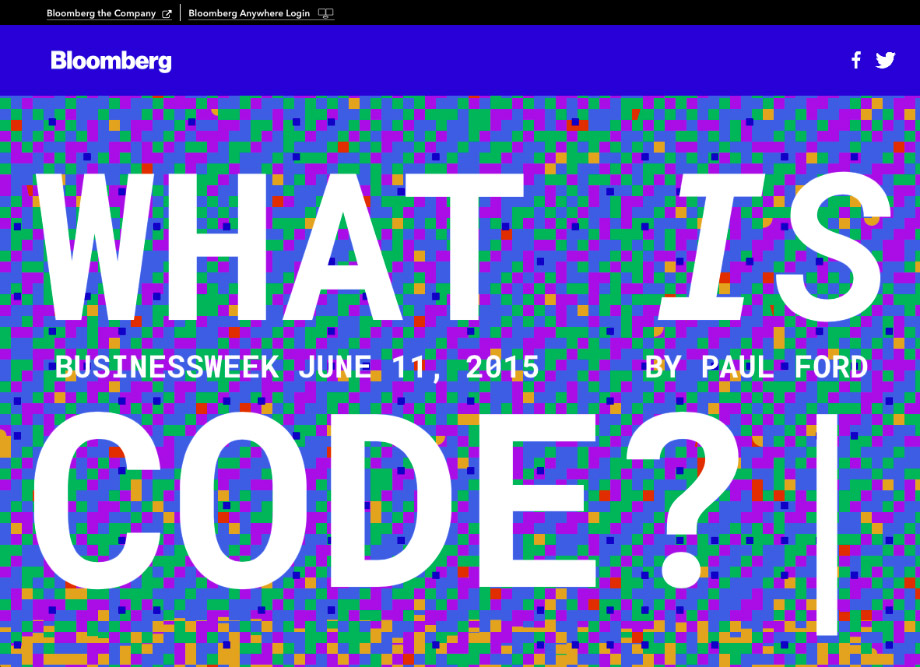 Bloomberg the Company Bloomberg Anywhere Login
Bloomberg
WHAT IS
BUSINESSWEEK JUNE 11, 2015 BY PAUL FORD
CODE?|